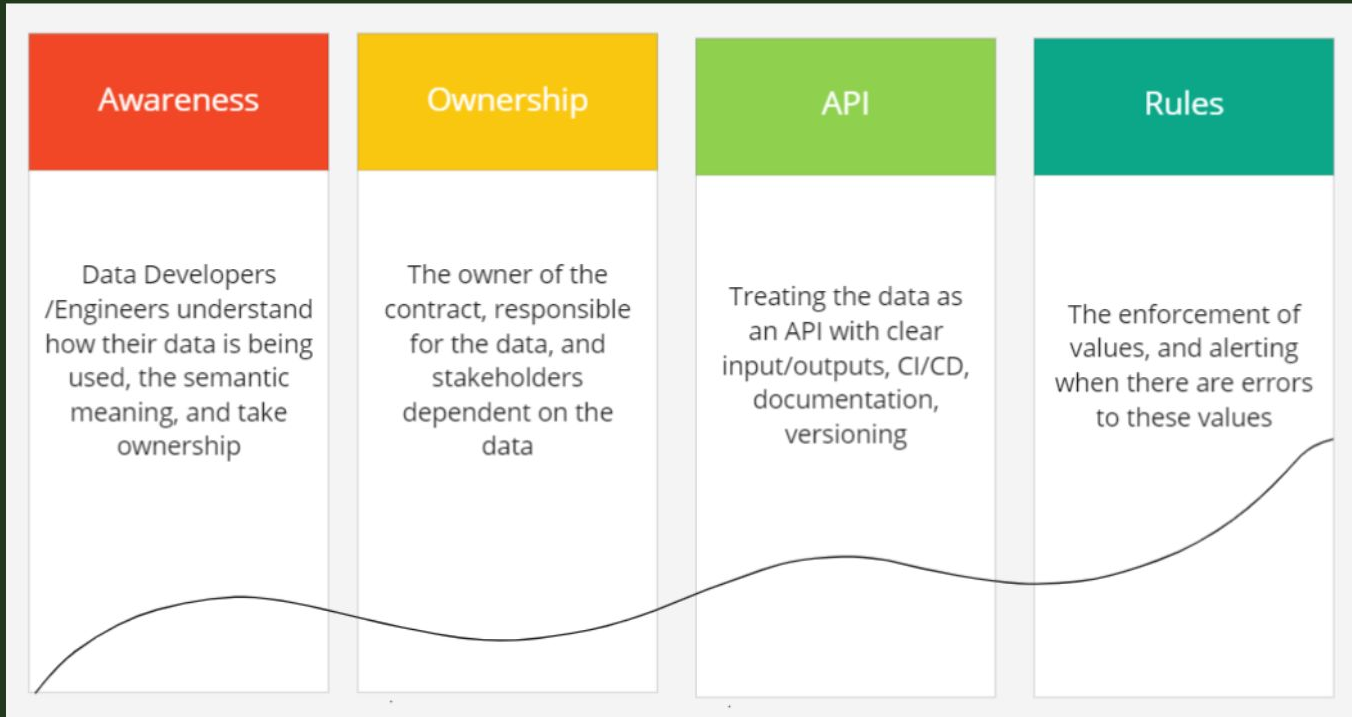 Awareness
Data Developers
/Engineers understand
how their data is being
used, the semantic
meaning, and take
ownership
Ownership
The owner of the
contract, responsible
for the data, and
stakeholders
dependent on the
data
API
Treating the data as
an API with clear
input/outputs, CI/CD,
documentation,
versioning
Rules
The enforcement of
values, and alerting
when there are errors
to these values